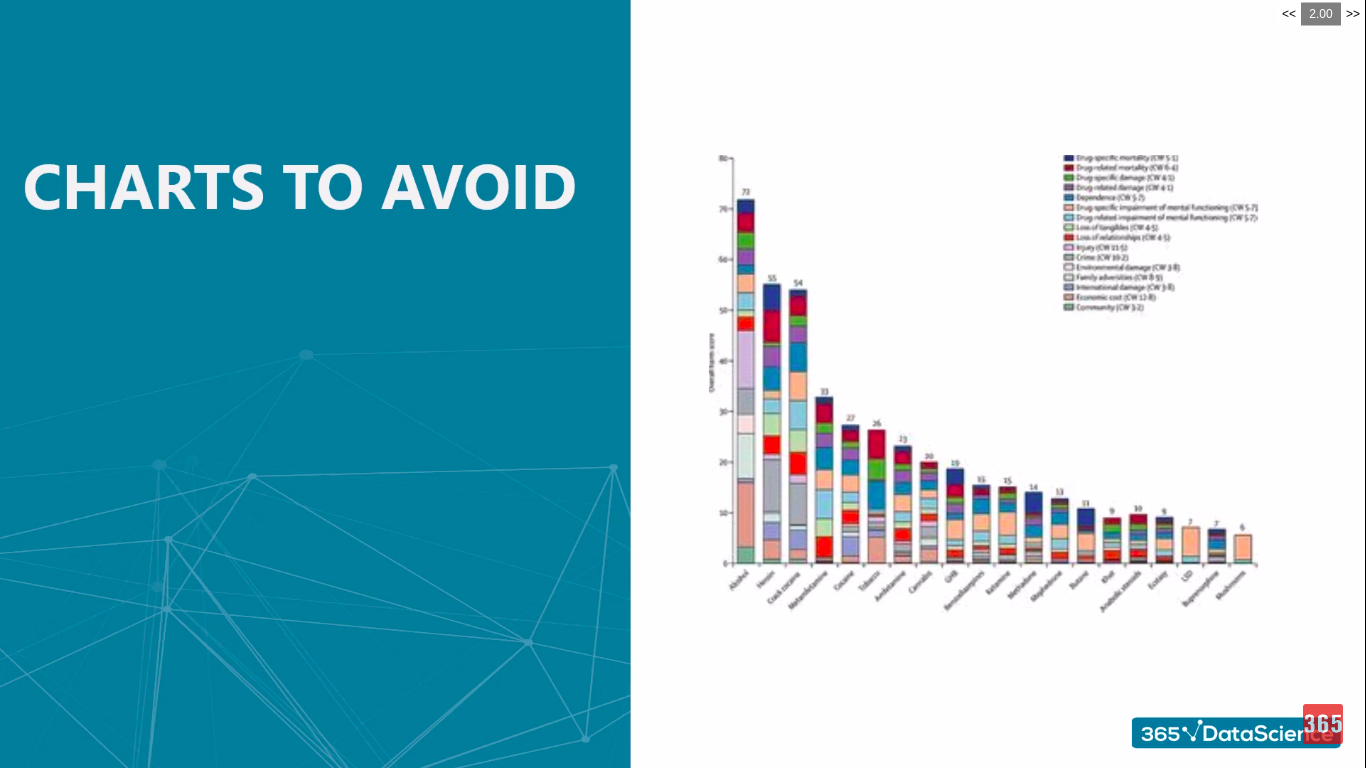 << 2.00 >>
CHARTS TO AVOID
Drug-specific mortality (CW 5·1)
Drug-related mortality (CW 6·4)
Drug-specific damage (CW 4·1)
Drug-related damage (CW 4·1)
Dependence (CW 5·7)
Drug-specific impairment of mental functioning (CW 5·7)
Drug-related impairment of mental functioning (CW 5·7)
Loss of tangibles (CW 4·5)
Loss of relationships (CW 4·5)
Injury (CW 11·5)
Crime (CW 10·2)
Environmental damage (CW 3·8)
Family adversities (CW 8·9)
International damage (CW 3·8)
Economic cost (CW 12·8)
Community (CW 3·2)
Overall harm score
80
70
60
50
40
30
20
10
0
72
55
54
33
27
26
23
20
19
15
15
14
13
11
9
10
9
7
7
6
Alcohol
Heroin
Crack cocaine
Metamfetamine
Cocaine
Tobacco
Amfetamine
Cannabis
GHB
Benzodiazepines
Ketamine
Methadone
Mephedrone
Butane
Khat
Anabolic steroids
Ecstasy
LSD
Buprenorphine
Mushrooms
365 DataScience
365